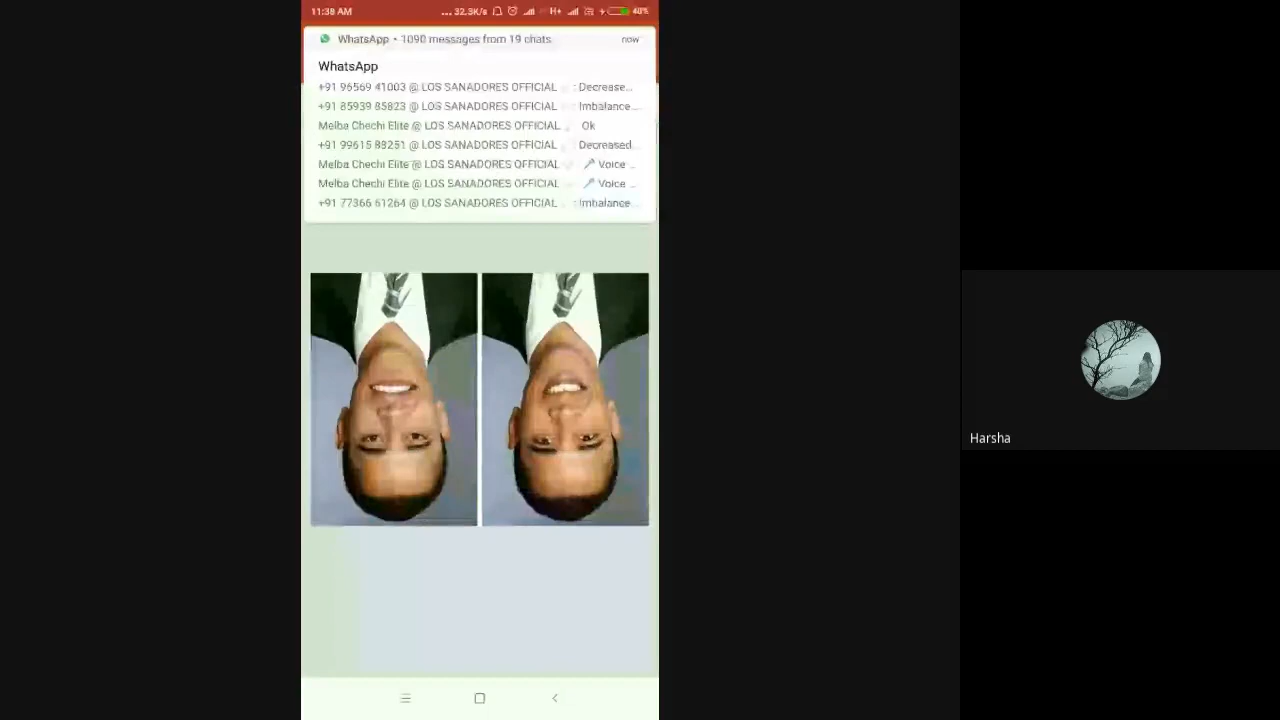 11:38 AM
... 32.3K/s H+ 40%
WhatsApp • 1090 messages from 19 chats now
WhatsApp
+91 96569 41003 @ LOS SANADORES OFFICIAL : Decrease...
+91 85939 85823 @ LOS SANADORES OFFICIAL : Imbalance...
Melba Chechi Elite @ LOS SANADORES OFFICIAL Ok
+91 99615 88251 @ LOS SANADORES OFFICIAL : Decreased...
Melba Chechi Elite @ LOS SANADORES OFFICIAL Voice ...
Melba Chechi Elite @ LOS SANADORES OFFICIAL Voice ...
+91 77366 61264 @ LOS SANADORES OFFICIAL : Imbalance...
Harsha